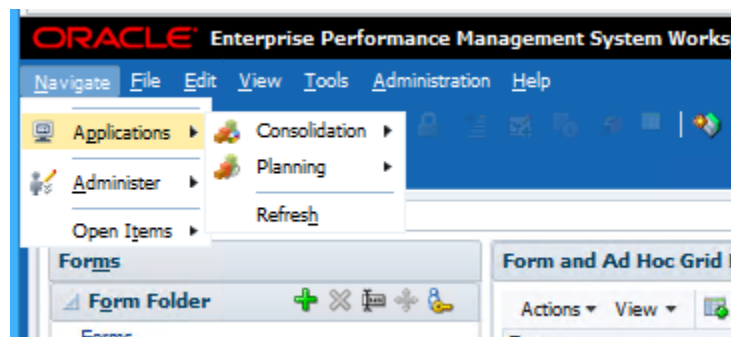 ORACLE Enterprise Performance Management System Works
Navigate File Edit View Tools Administration Help
Applications
Consolidation
Planning
Administer
Refresh
Open Items
Forms
Form and Ad Hoc Grid
Form Folder
Actions View
Forms